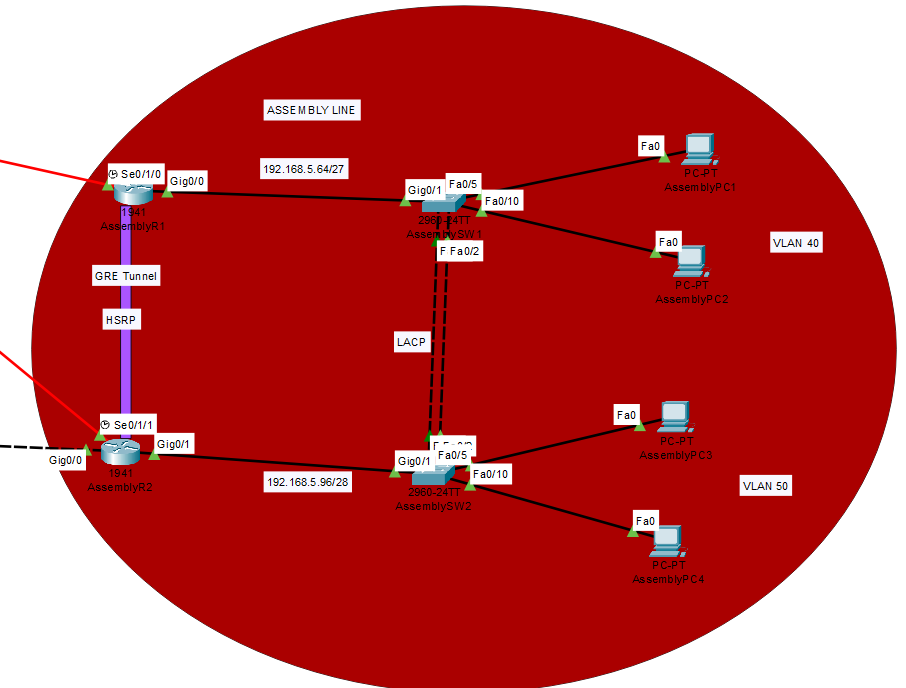 ASSEMBLY LINE
192.168.5.64/27
Se0/1/0
Gig0/0
1941
AssemblyR1
Gig0/1
Fa0/5
Fa0/10
2960-24TT
AssemblySW1
F Fa0/2
Fa0
PC-PT
AssemblyPC1
Fa0
PC-PT
AssemblyPC2
VLAN 40
GRE Tunnel
HSRP
LACP
Se0/1/1
Gig0/1
Gig0/0
1941
AssemblyR2
192.168.5.96/28
Gig0/1
Fa0/5
Fa0/10
2960-24TT
AssemblySW2
Fa0
PC-PT
AssemblyPC3
VLAN 50
Fa0
PC-PT
AssemblyPC4